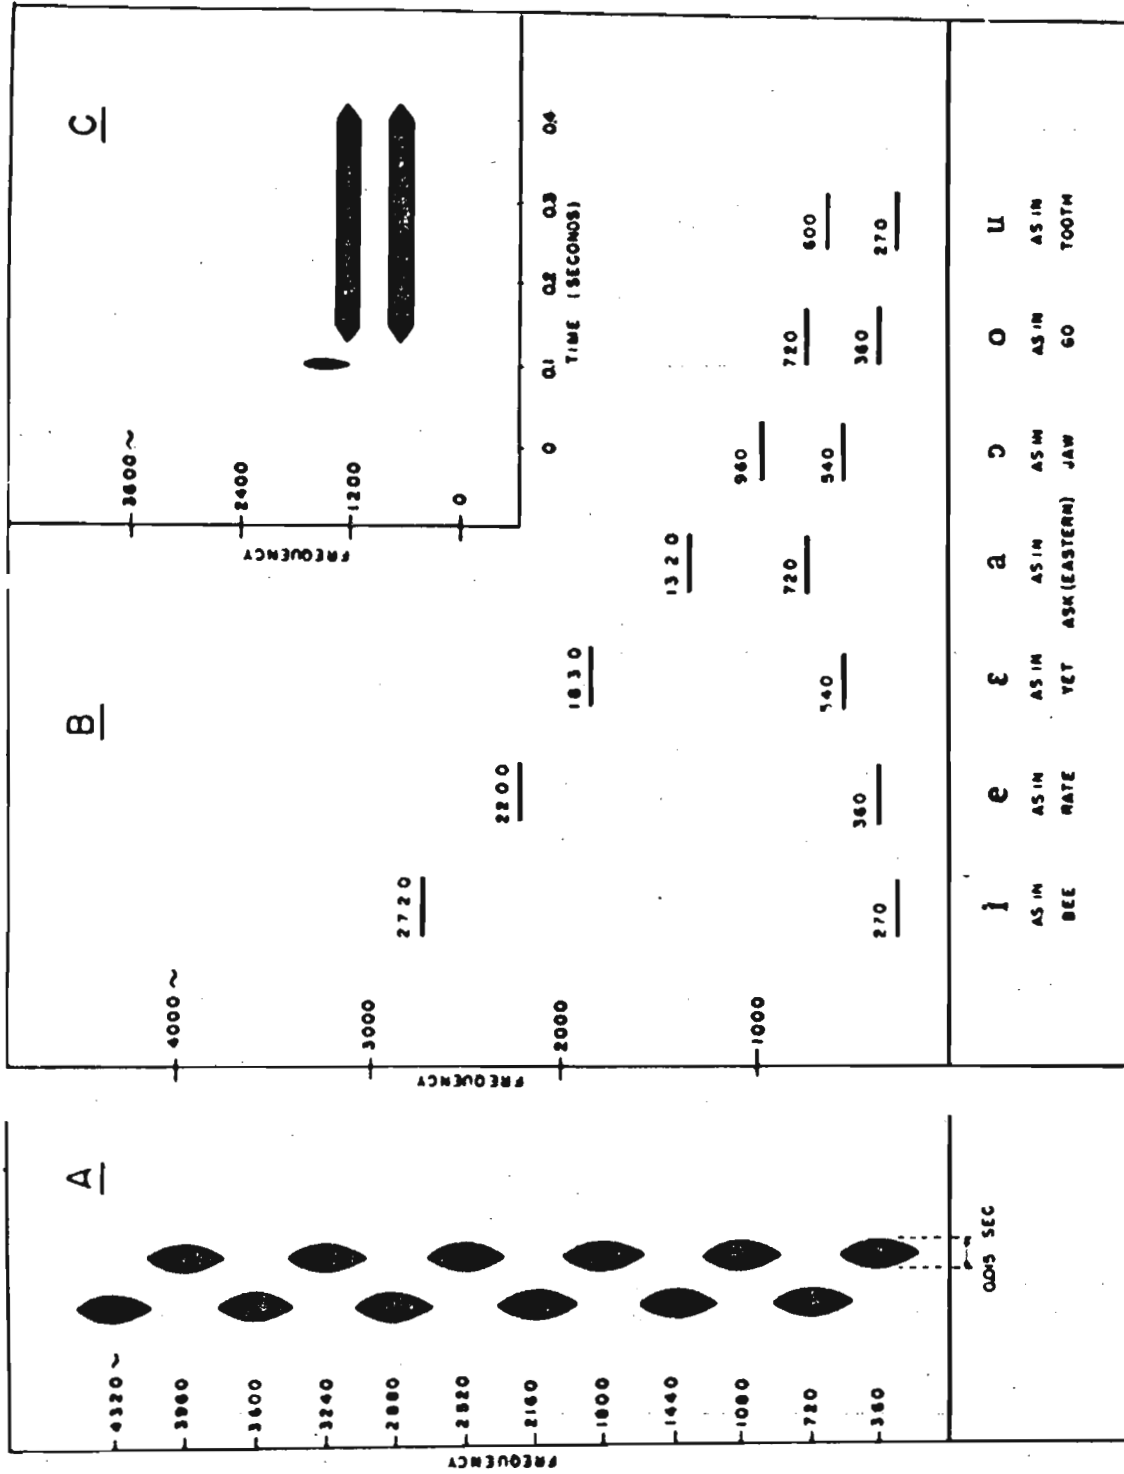 A
FREQUENCY
4320~
3960
3600
3240
2880
2520
2160
1800
1440
1080
720
360
0.015 SEC
B
FREQUENCY
4000~
3000
2000
1000
2720
270
2200
360
1830
540
1320
720
960
540
720
360
600
270
i e ε a ɔ o u
AS IN AS IN AS IN AS IN AS IN AS IN AS IN
BEE HATE YET ASK (EASTERN) JAW GO TOOTH
C
FREQUENCY
3600~
2400
1200
0
0 0.1 0.2 0.3 0.4
TIME (SECONDS)